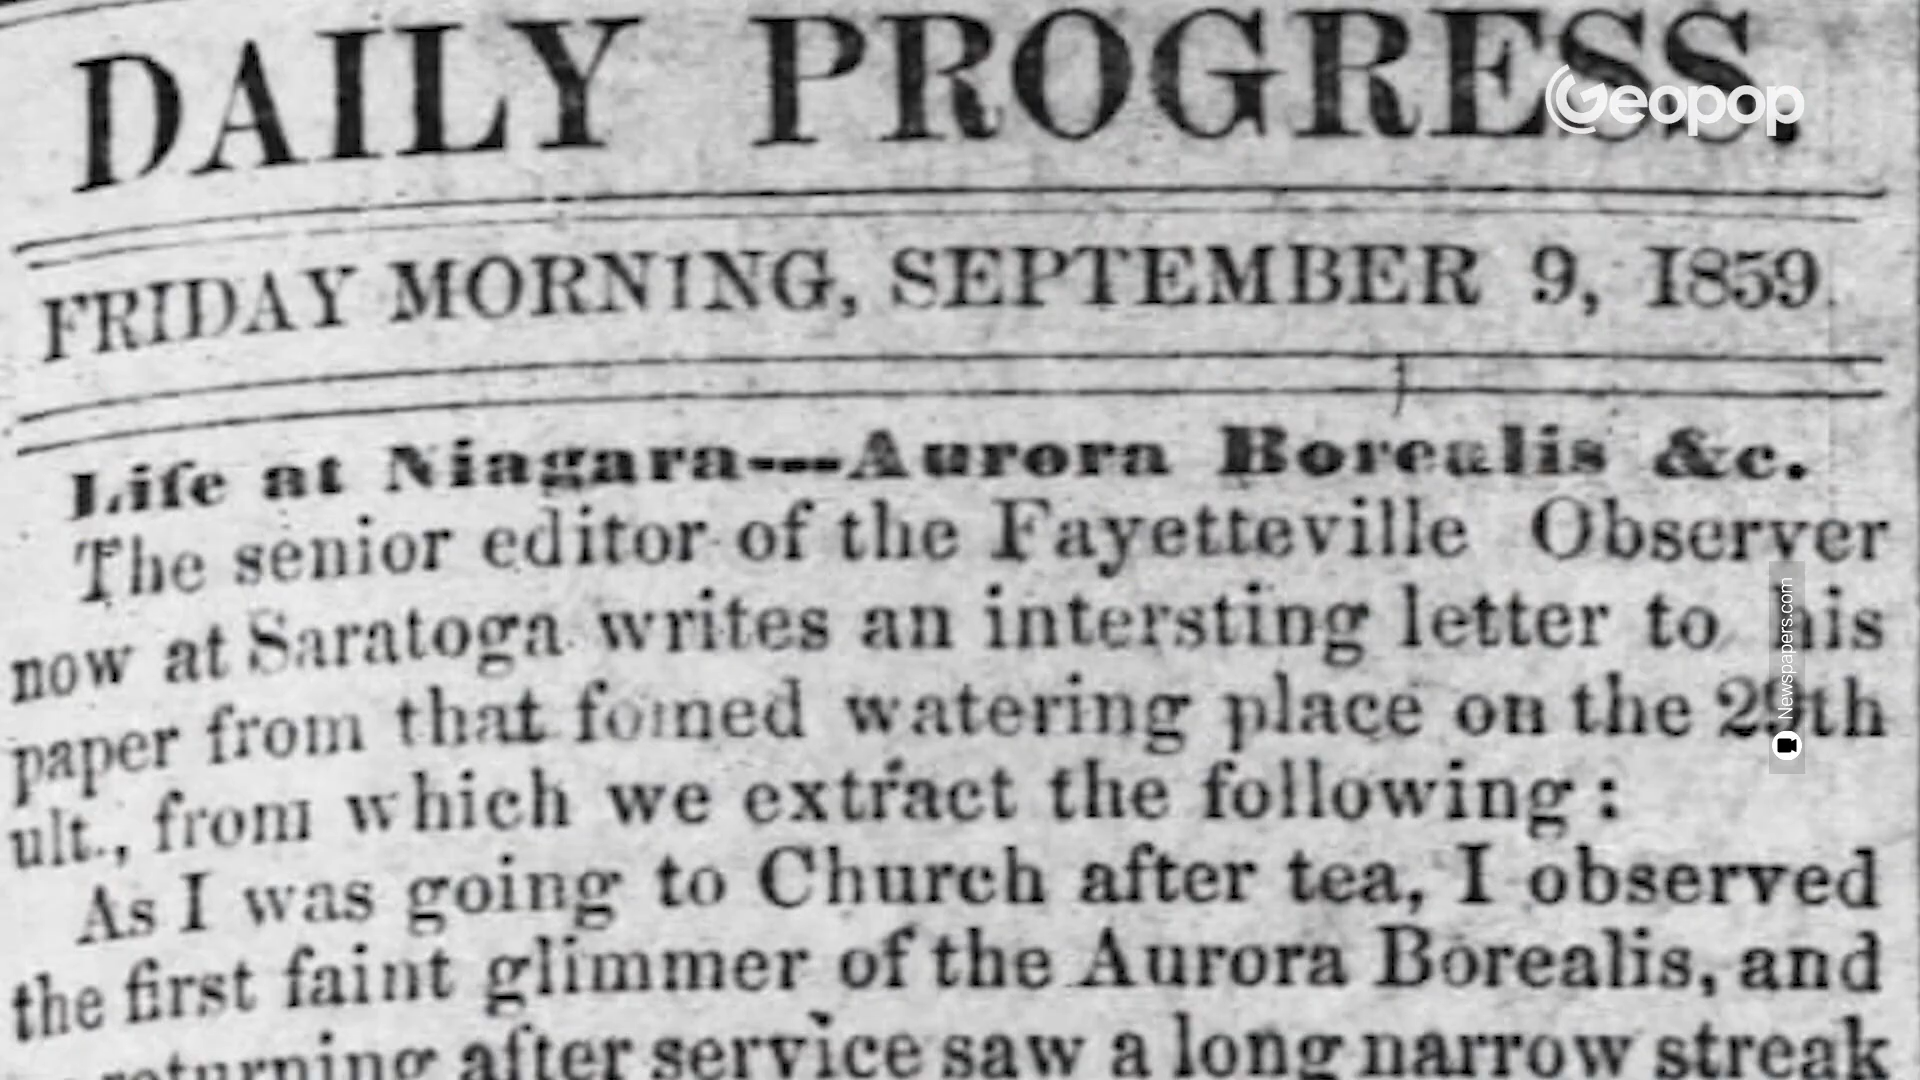 DAILY PROGRESS.
Geopop
FRIDAY MORNING, SEPTEMBER 9, 1859
Life at Niagara---Aurora Borealis &c.
The senior editor of the Fayetteville Observer
now at Saratoga writes an intersting letter to his
paper from that fomed watering place on the
ult., from which we extract the following:
As I was going to Church after tea, I observed
the first faint glimmer of the Aurora Borealis, and
returning after service saw a long narrow streak
Newspapers.com